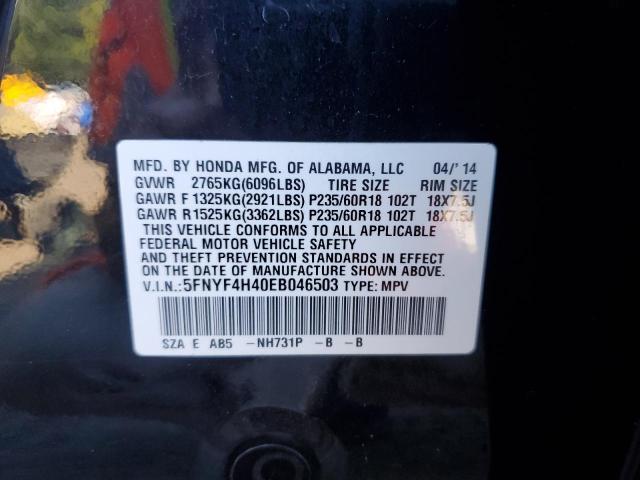 MFD. BY HONDA MFG. OF ALABAMA, LLC 04/'14
GVWR 2765KG(6096LBS) TIRE SIZE RIM SIZE
GAWR F 1325KG(2921LBS) P235/60R18 102T 18X7.5J
GAWR R 1525KG(3362LBS) P235/60R18 102T 18X7.5J
THIS VEHICLE CONFORMS TO ALL APPLICABLE
FEDERAL MOTOR VEHICLE SAFETY
AND THEFT PREVENTION STANDARDS IN EFFECT
ON THE DATE OF MANUFACTURE SHOWN ABOVE.
V.I.N.:5FNYF4H40EB046503 TYPE: MPV
SZA E AB5 -NH731P -B -B